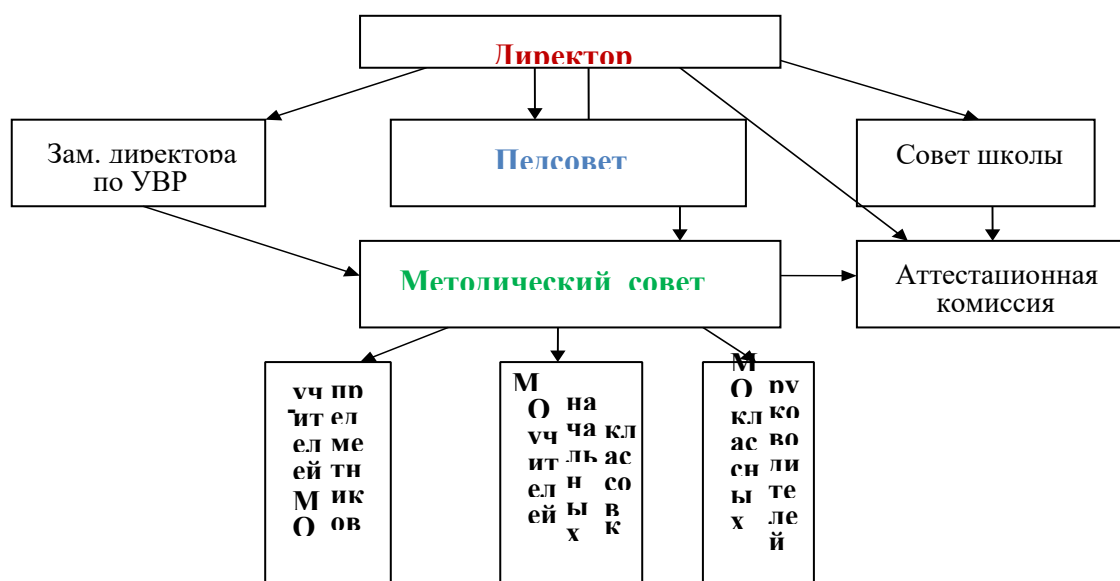 Директор
Зам. директора
по УВР
Педсовет
Совет школы
Методический совет
Аттестационная
комиссия
учителей МО
предметников
МО учителей
начальных
классов к
МО классных
руководителей